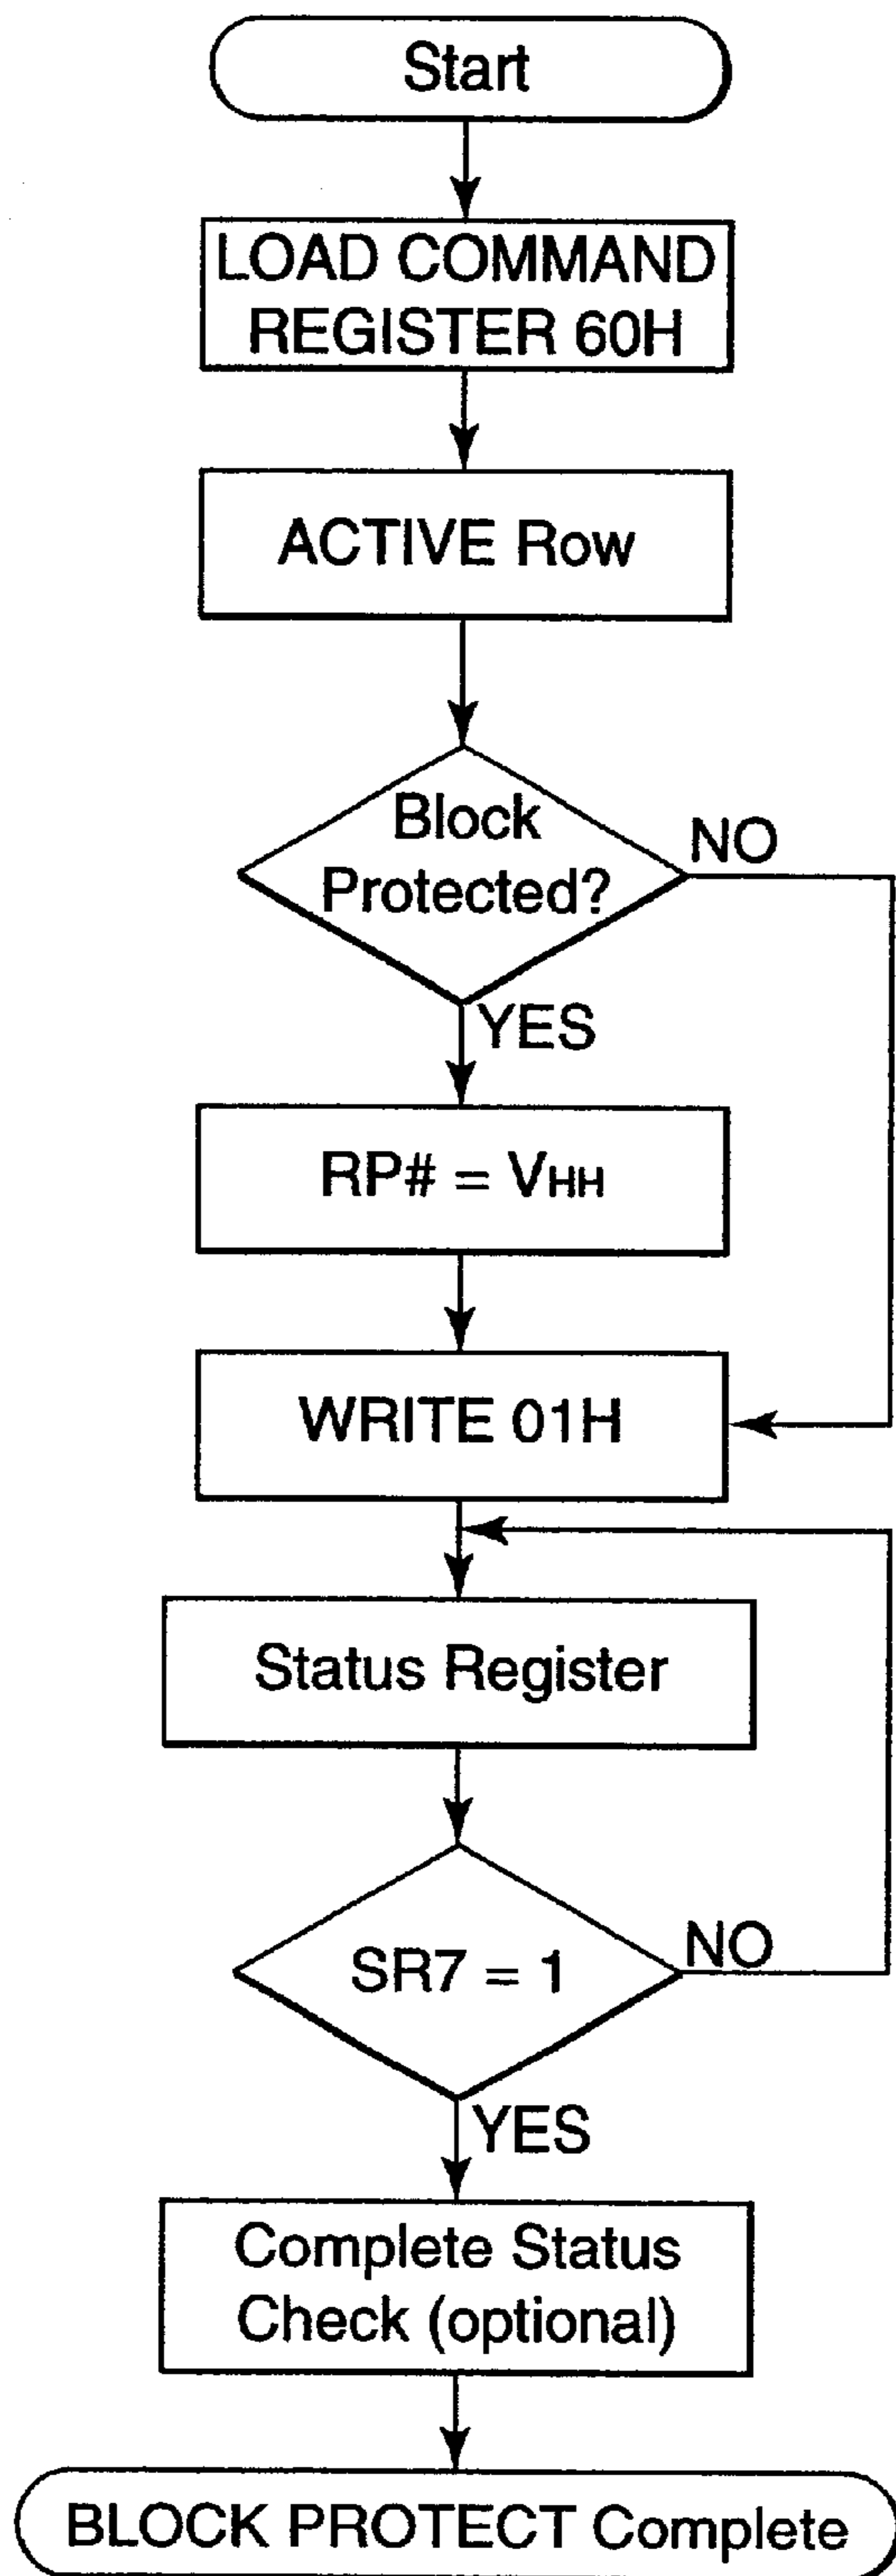 Start
LOAD COMMAND
REGISTER 60H
ACTIVE Row
Block
Protected?
NO
YES
RP# = VHH
WRITE 01H
Status Register
SR7 = 1
NO
YES
Complete Status
Check (optional)
BLOCK PROTECT Complete